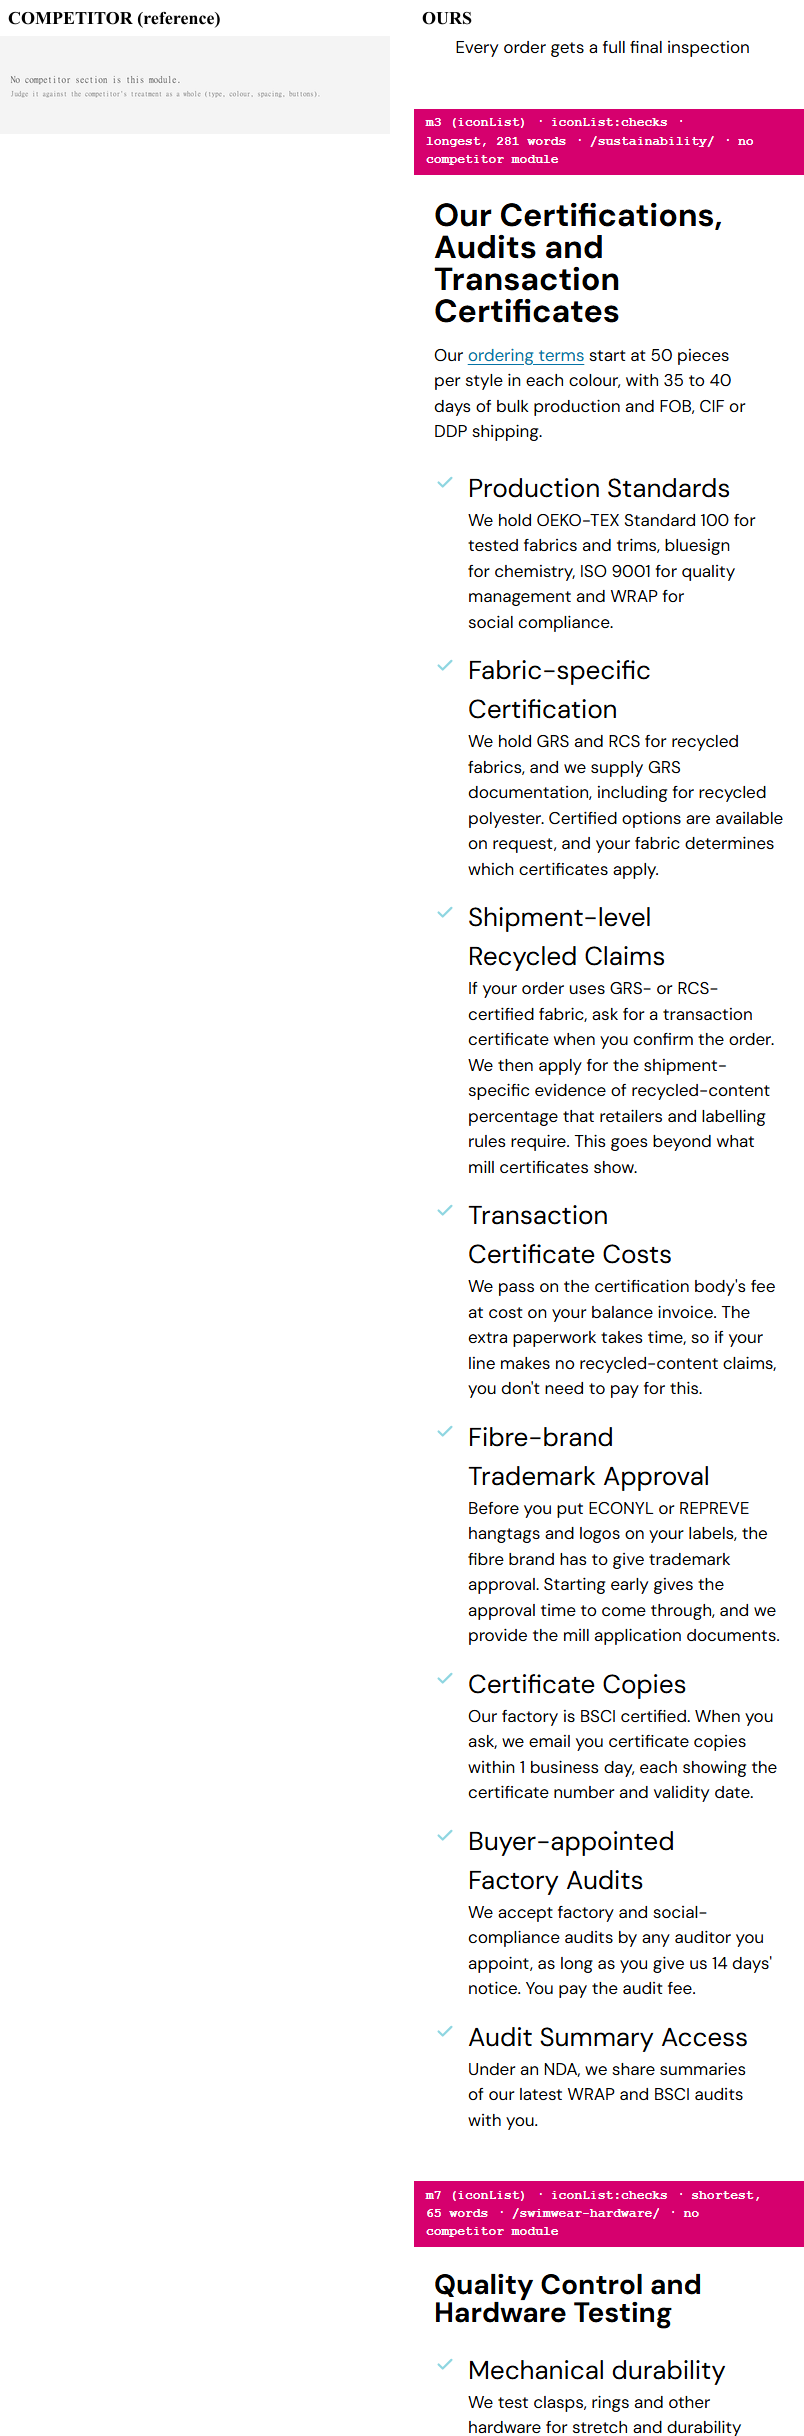 COMPETITOR (reference)
No competitor section is this module.
Judge it against the competitor's treatment as a whole (type, colour, spacing, buttons).
OURS
Every order gets a full final inspection
m3 (iconList) · iconList:checks ·
longest, 281 words · /sustainability/ · no
competitor module
Our Certifications,
Audits and
Transaction
Certificates
Our ordering terms start at 50 pieces
per style in each colour, with 35 to 40
days of bulk production and FOB, CIF or
DDP shipping.
Production Standards
We hold OEKO-TEX Standard 100 for
tested fabrics and trims, bluesign
for chemistry, ISO 9001 for quality
management and WRAP for
social compliance.
Fabric-specific
Certification
We hold GRS and RCS for recycled
fabrics, and we supply GRS
documentation, including for recycled
polyester. Certified options are available
on request, and your fabric determines
which certificates apply.
Shipment-level
Recycled Claims
If your order uses GRS- or RCS-
certified fabric, ask for a transaction
certificate when you confirm the order.
We then apply for the shipment-
specific evidence of recycled-content
percentage that retailers and labelling
rules require. This goes beyond what
mill certificates show.
Transaction
Certificate Costs
We pass on the certification body's fee
at cost on your balance invoice. The
extra paperwork takes time, so if your
line makes no recycled-content claims,
you don't need to pay for this.
Fibre-brand
Trademark Approval
Before you put ECONYL or REPREVE
hangtags and logos on your labels, the
fibre brand has to give trademark
approval. Starting early gives the
approval time to come through, and we
provide the mill application documents.
Certificate Copies
Our factory is BSCI certified. When you
ask, we email you certificate copies
within 1 business day, each showing the
certificate number and validity date.
Buyer-appointed
Factory Audits
We accept factory and social-
compliance audits by any auditor you
appoint, as long as you give us 14 days'
notice. You pay the audit fee.
Audit Summary Access
Under an NDA, we share summaries
of our latest WRAP and BSCI audits
with you.
m7 (iconList) · iconList:checks · shortest,
65 words · /swimwear-hardware/ · no
competitor module
Quality Control and
Hardware Testing
Mechanical durability
We test clasps, rings and other
hardware for stretch and durability